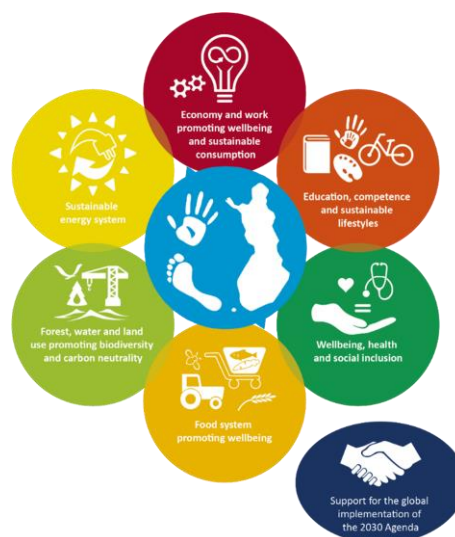 Economy and work
promoting wellbeing
and sustainable
consumption
Education, competence
and sustainable
lifestyles
Sustainable
energy system
Forest, water and land
use promoting biodiversity
and carbon neutrality
Wellbeing, health
and social inclusion
Food system
promoting wellbeing
Support for the global
implementation of
the 2030 Agenda